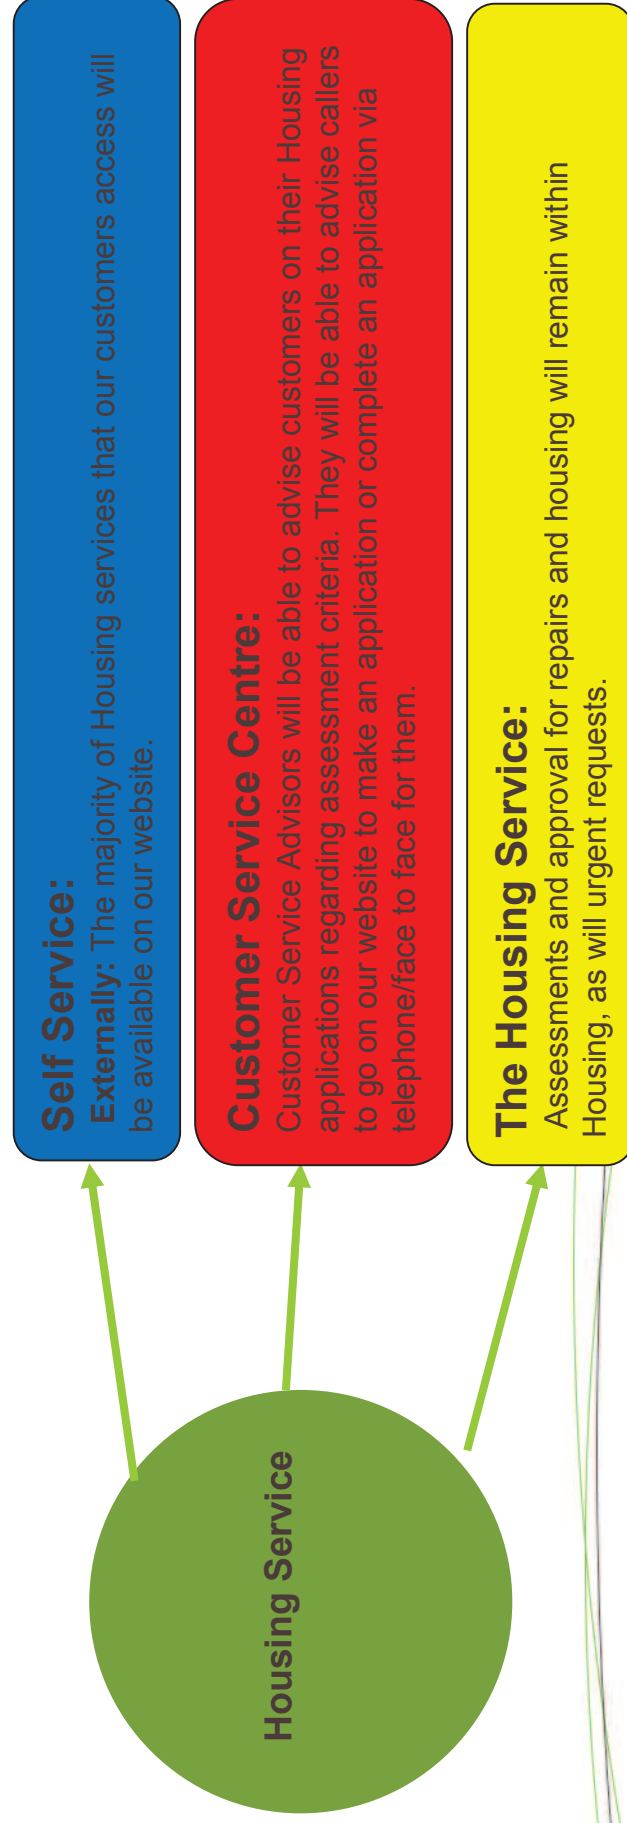 Housing Service
Self Service:
Externally: The majority of Housing services that our customers access will
be available on our website.
Customer Service Centre:
Customer Service Advisors will be able to advise customers on their Housing
applications regarding assessment criteria. They will be able to advise callers
to go on our website to make an application or complete an application via
telephone/face to face for them.
The Housing Service:
Assessments and approval for repairs and housing will remain within
Housing, as will urgent requests.